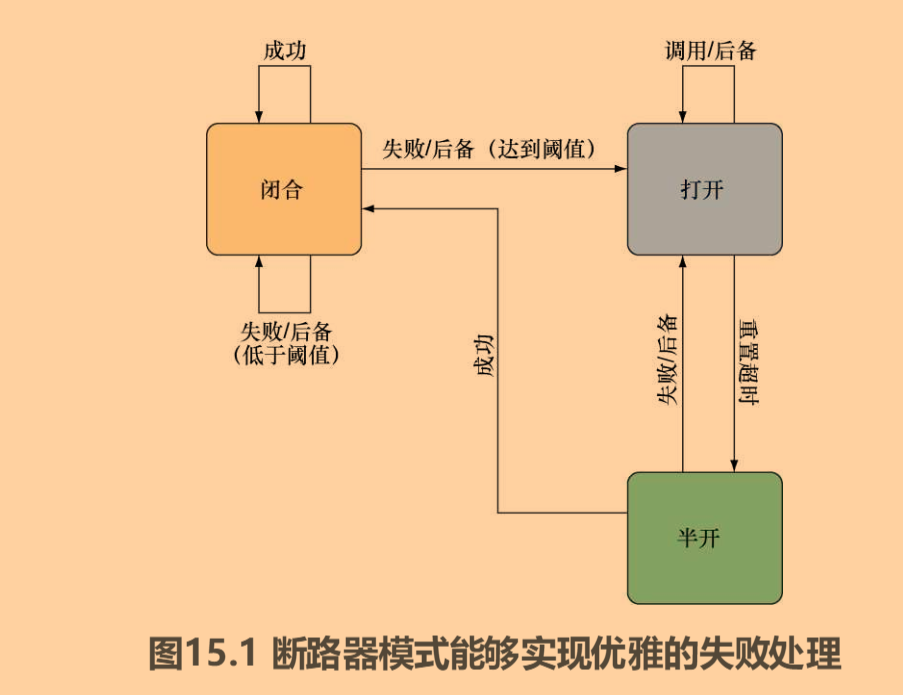 成功
调用/后备
失败/后备（达到阈值）
闭合
打开
失败/后备
（低于阈值）
成功
失败/后备
重置超时
半开
图15.1 断路器模式能够实现优雅的失败处理